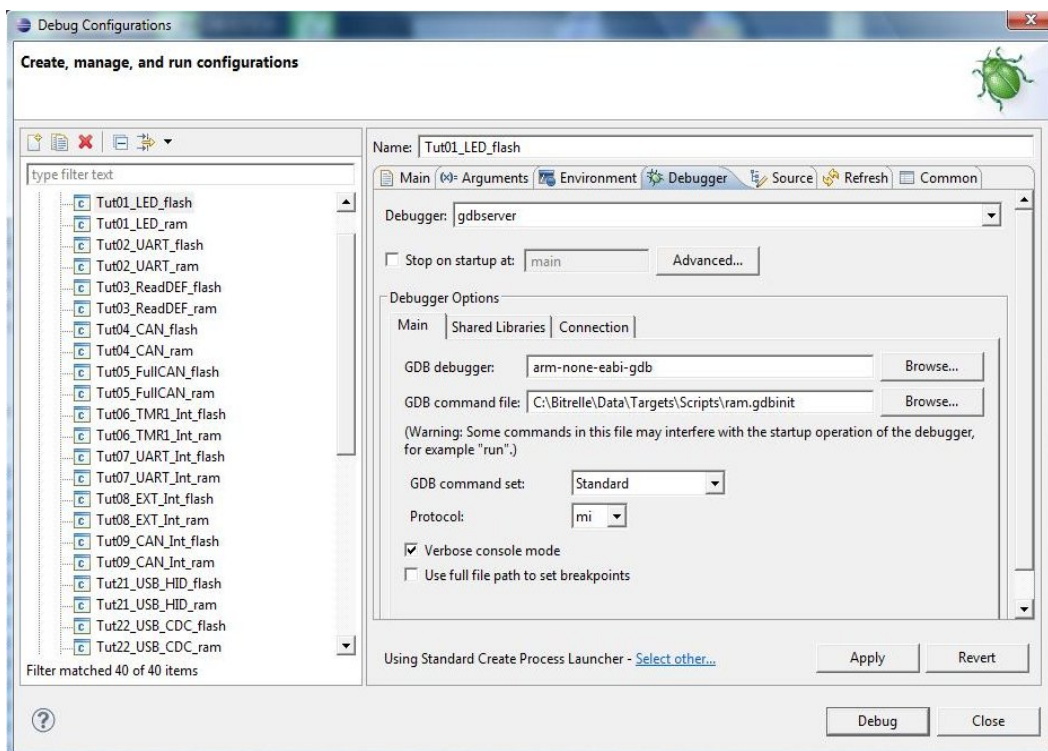 Debug Configurations
Create, manage, and run configurations
type filter text
Tut01_LED_flash
Tut01_LED_ram
Tut02_UART_flash
Tut02_UART_ram
Tut03_ReadDEF_flash
Tut03_ReadDEF_ram
Tut04_CAN_flash
Tut04_CAN_ram
Tut05_FullCAN_flash
Tut05_FullCAN_ram
Tut06_TMR1_Int_flash
Tut06_TMR1_Int_ram
Tut07_UART_Int_flash
Tut07_UART_Int_ram
Tut08_EXT_Int_flash
Tut08_EXT_Int_ram
Tut09_CAN_Int_flash
Tut09_CAN_Int_ram
Tut21_USB_HID_flash
Tut21_USB_HID_ram
Tut22_USB_CDC_flash
Tut22_USB_CDC_ram
Filter matched 40 of 40 items
Name: Tut01_LED_flash
Main (x)= Arguments Environment Debugger Source Refresh Common
Debugger: gdbserver
Stop on startup at: main Advanced...
Debugger Options
Main Shared Libraries Connection
GDB debugger: arm-none-eabi-gdb Browse...
GDB command file: C:\Bitrelle\Data\Targets\Scripts\ram.gdbinit Browse...
(Warning: Some commands in this file may interfere with the startup operation of the debugger,
for example "run".)
GDB command set: Standard
Protocol: mi
Verbose console mode
Use full file path to set breakpoints
Using Standard Create Process Launcher - Select other... Apply Revert
Debug Close